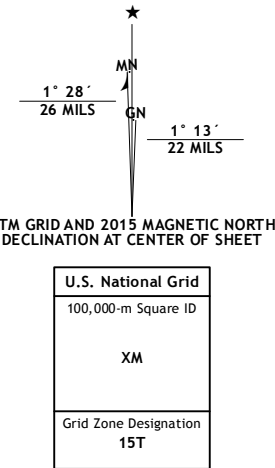 MN
1° 28´
26 MILS
GN
1° 13´
22 MILS
TM GRID AND 2015 MAGNETIC NORTH
DECLINATION AT CENTER OF SHEET
U.S. National Grid
100,000-m Square ID
XM
Grid Zone Designation
15T